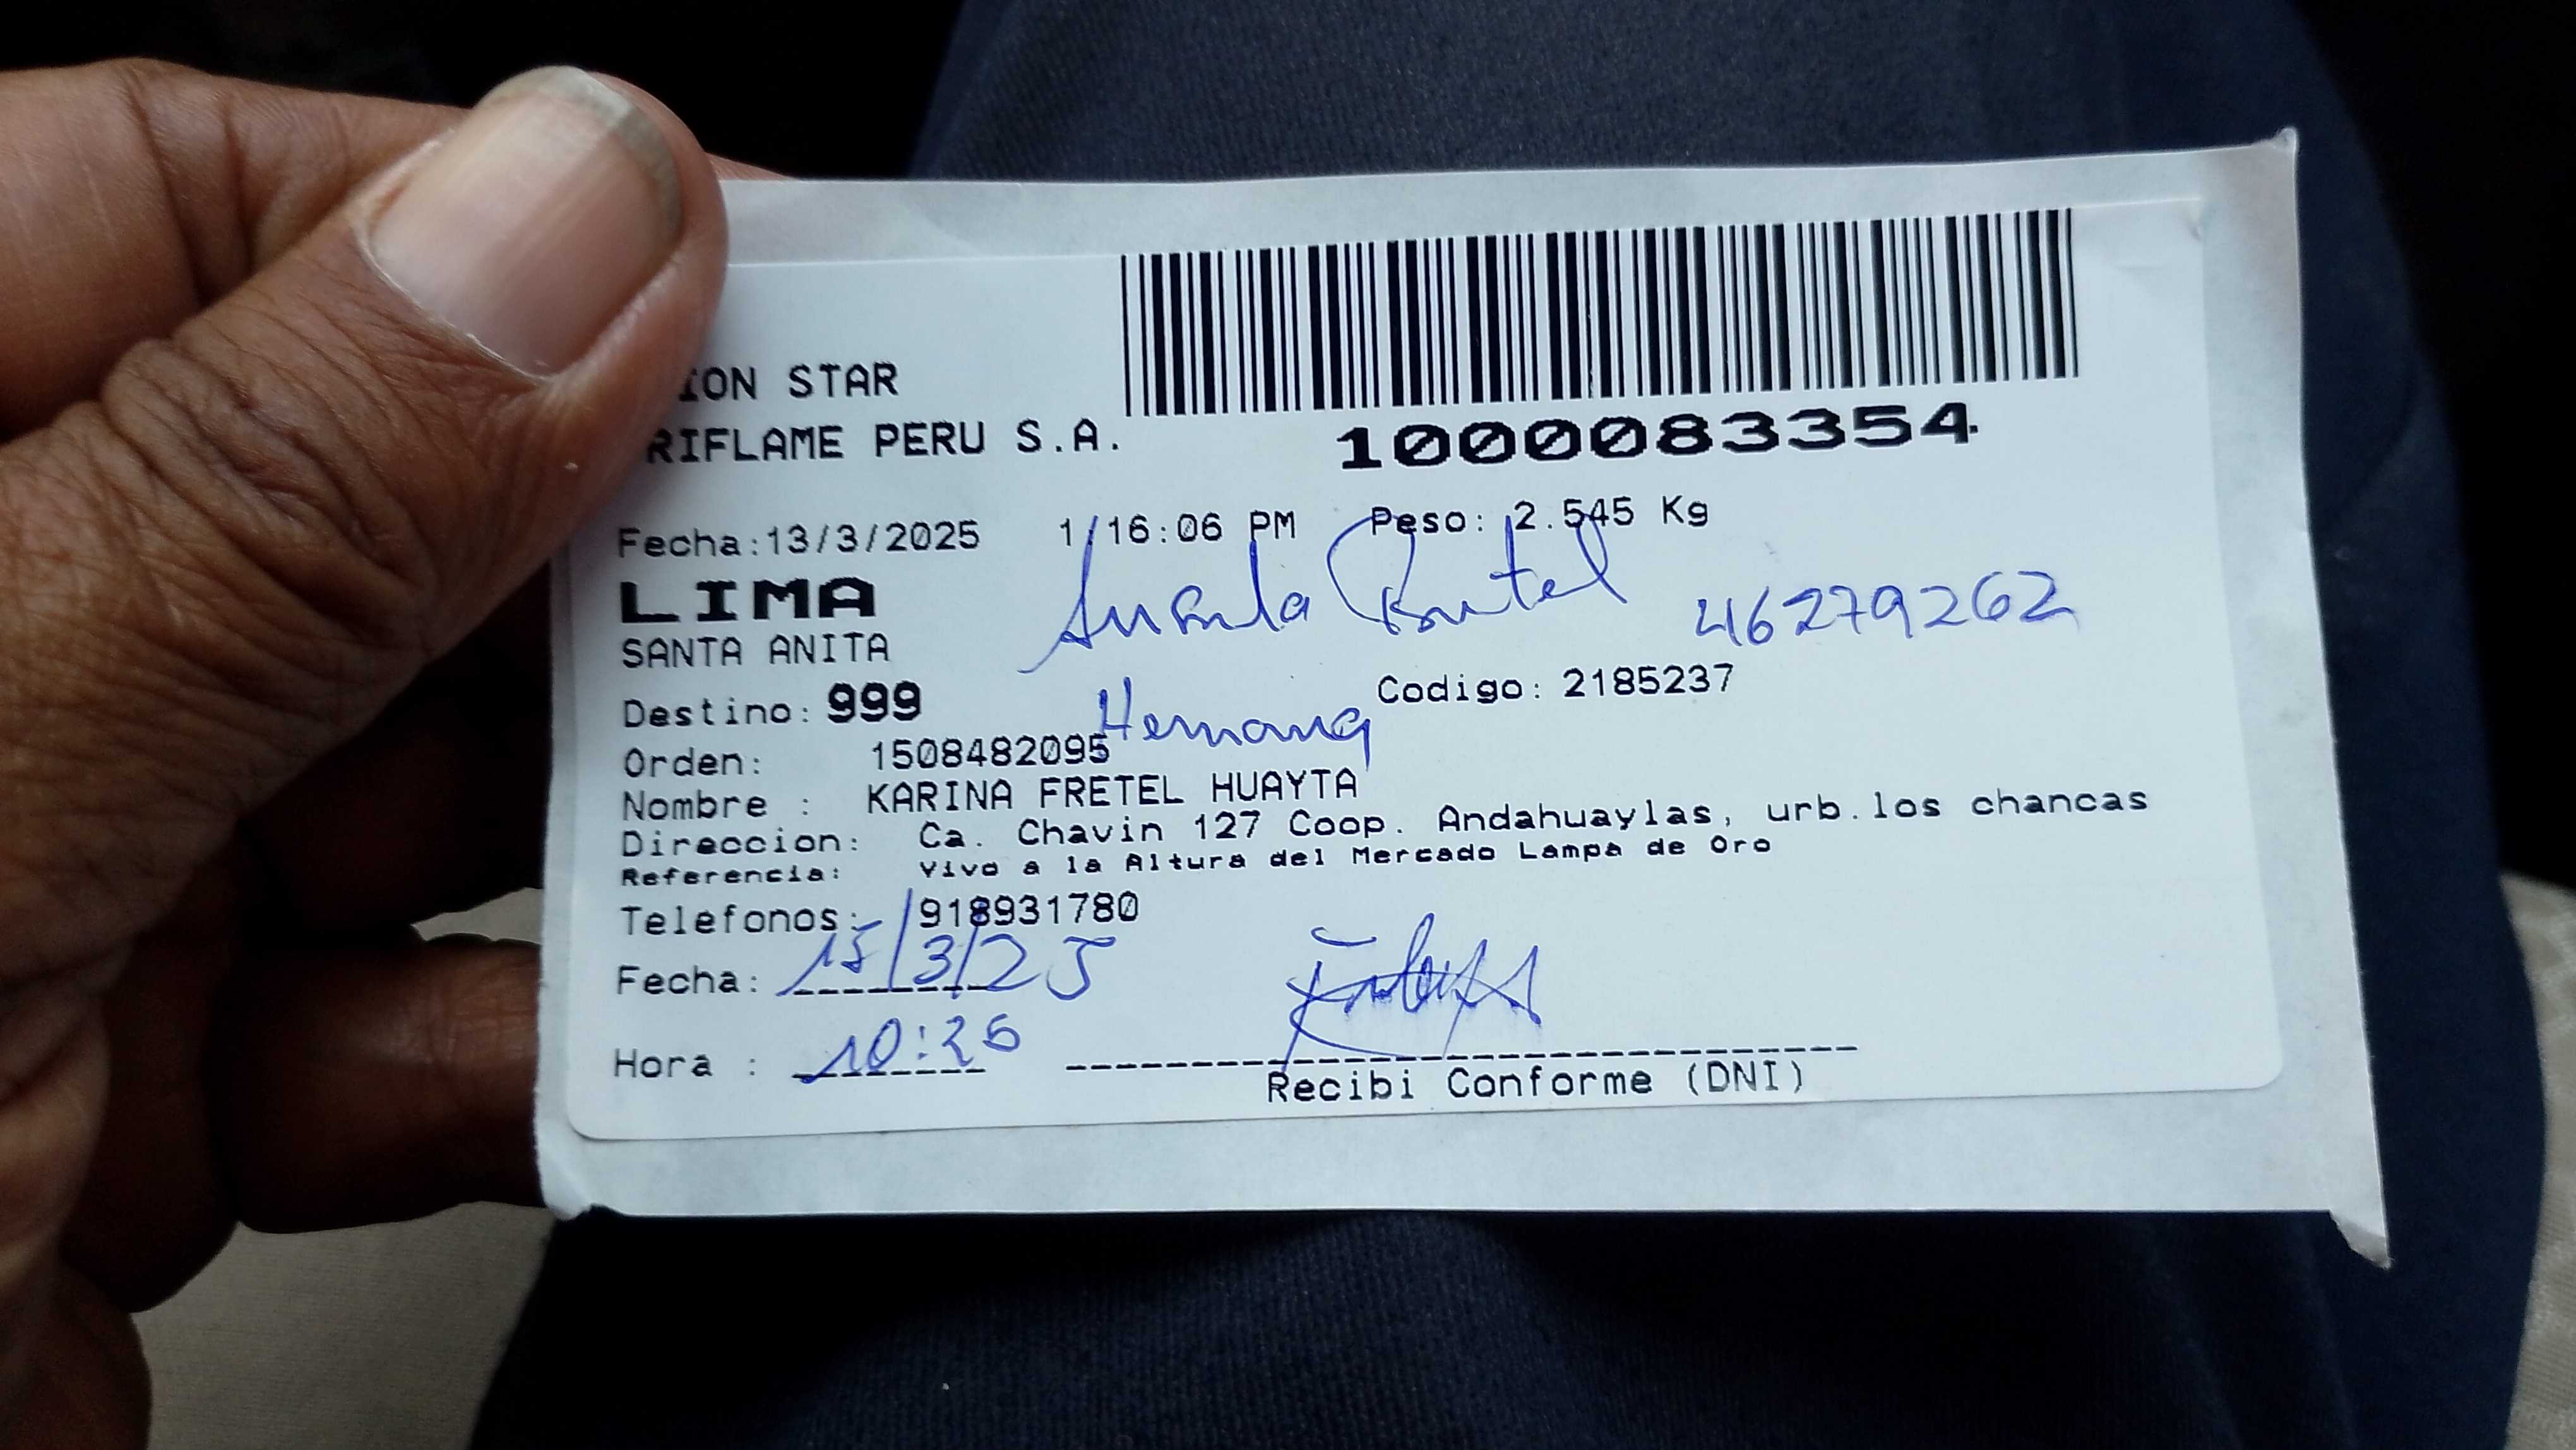 ION STAR
RIFLAME PERU S.A.
1000083354
Fecha:13/3/2025 1/16:06 PM Peso: 2.545 Kg
LIMA
Fretel 46279262
SANTA ANITA
Destino: 999 Codigo: 2185237
Hermana
Orden: 1508482095
Nombre : KARINA FRETEL HUAYTA
Direccion: Ca. Chavin 127 Coop. Andahuaylas, urb.los chancas
Referencia: Vivo a la Altura del Mercado Lampa de Oro
Telefonos: 918931780
Fecha: 15/3/25
Hora : 10:26
Recibi Conforme (DNI)